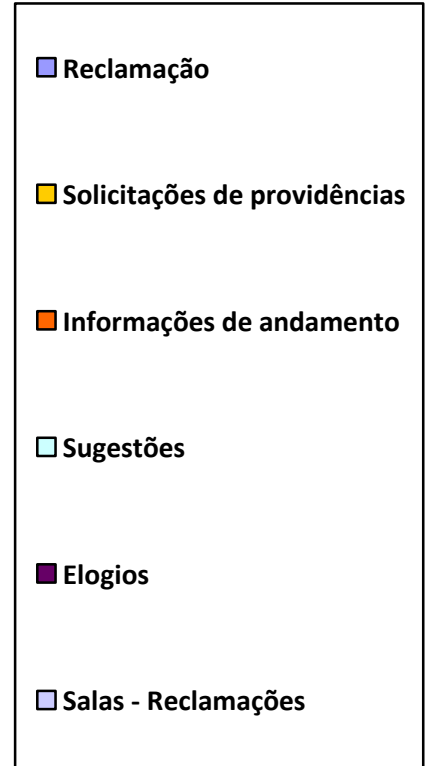 Reclamação
Solicitações de providências
Informações de andamento
Sugestões
Elogios
Salas - Reclamações